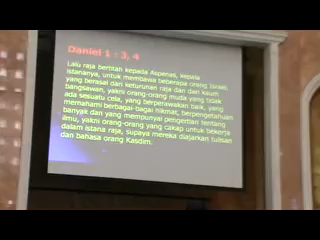 Daniel 1 : 3, 4
Lalu raja bertitah kepada Aspenas, kepala
istananya, untuk membawa beberapa orang Israel,
yang berasal dari keturunan raja dan dari kaum
bangsawan, yakni orang-orang muda yang tidak
ada sesuatu cela, yang berperawakan baik, yang
memahami berbagai-bagai hikmat, berpengetahuan
banyak dan yang mempunyai pengertian tentang
ilmu, yakni orang-orang yang cakap untuk bekerja
dalam istana raja, supaya mereka diajarkan tulisan
dan bahasa orang Kasdim.